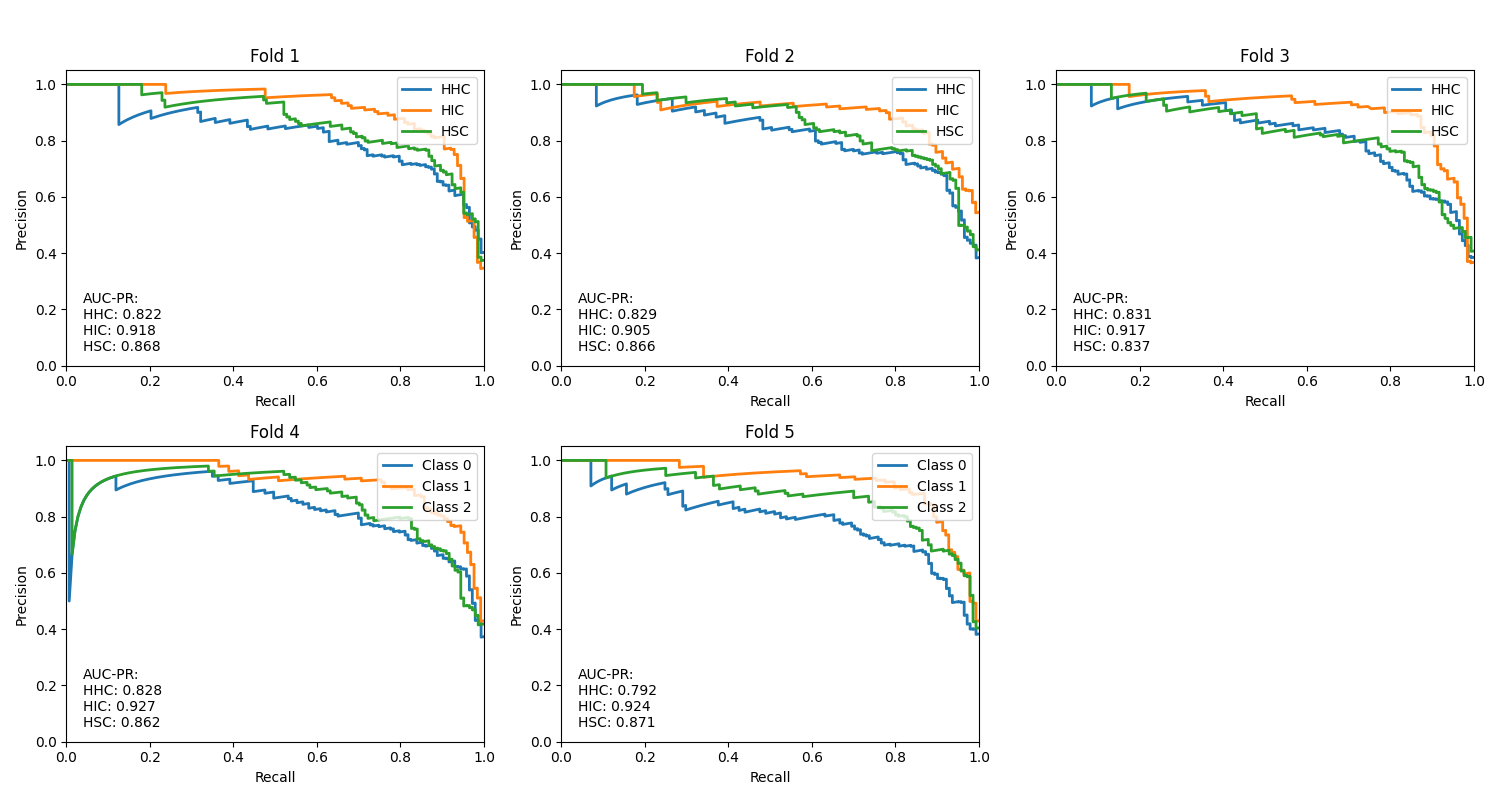 Fold 1
1.0
0.8
0.6
0.4
0.2
0.0
Precision
HHC
HIC
HSC
AUC-PR:
HHC: 0.822
HIC: 0.918
HSC: 0.868
0.0 0.2 0.4 0.6 0.8 1.0
Recall
Fold 2
1.0
0.8
0.6
0.4
0.2
0.0
Precision
HHC
HIC
HSC
AUC-PR:
HHC: 0.829
HIC: 0.905
HSC: 0.866
0.0 0.2 0.4 0.6 0.8 1.0
Recall
Fold 3
1.0
0.8
0.6
0.4
0.2
0.0
Precision
HHC
HIC
HSC
AUC-PR:
HHC: 0.831
HIC: 0.917
HSC: 0.837
0.0 0.2 0.4 0.6 0.8 1.0
Recall
Fold 4
1.0
0.8
0.6
0.4
0.2
0.0
Precision
Class 0
Class 1
Class 2
AUC-PR:
HHC: 0.828
HIC: 0.927
HSC: 0.862
0.0 0.2 0.4 0.6 0.8 1.0
Recall
Fold 5
1.0
0.8
0.6
0.4
0.2
0.0
Precision
Class 0
Class 1
Class 2
AUC-PR:
HHC: 0.792
HIC: 0.924
HSC: 0.871
0.0 0.2 0.4 0.6 0.8 1.0
Recall